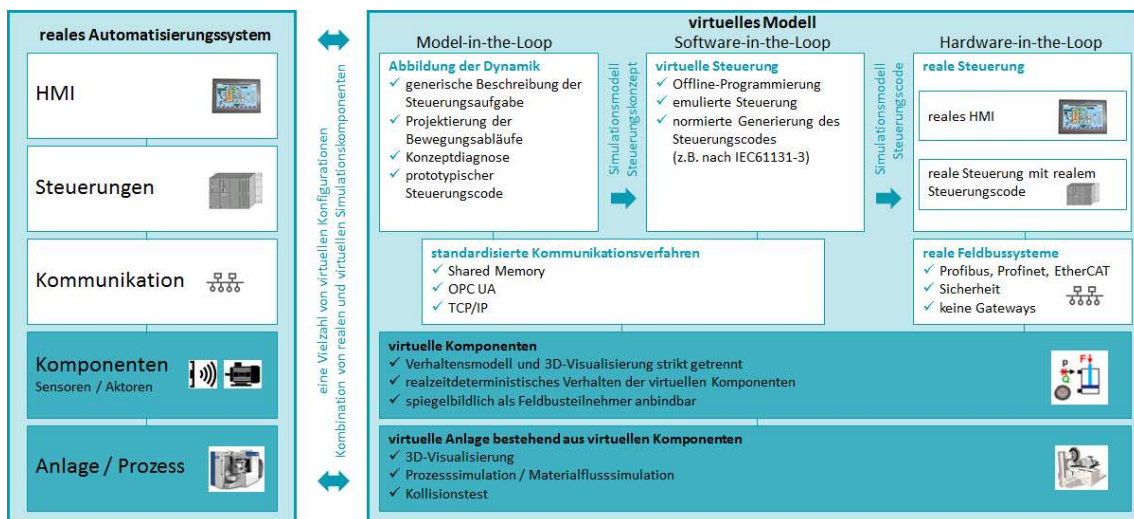 reales Automatisierungssystem
HMI
Steuerungen
Kommunikation
Komponenten
Sensoren / Aktoren
Anlage / Prozess
eine Vielzahl von virtuellen Konfigurationen
Kombination von realen und virtuellen Simulationskomponenten
virtuelles Modell
Model-in-the-Loop
Abbildung der Dynamik
✓ generische Beschreibung der
Steuerungsaufgabe
✓ Projektierung der
Bewegungsabläufe
✓ Konzeptdiagnose
✓ prototypischer
Steuerungscode
Simulationsmodell
Steuerungskonzept
Software-in-the-Loop
virtuelle Steuerung
✓ Offline-Programmierung
✓ emulierte Steuerung
✓ normierte Generierung des
Steuerungscodes
(z.B. nach IEC61131-3)
Simulationsmodell
Steuerungscode
Hardware-in-the-Loop
reale Steuerung
reales HMI
reale Steuerung mit realem
Steuerungscode
standardisierte Kommunikationsverfahren
✓ Shared Memory
✓ OPC UA
✓ TCP/IP
reale Feldbussysteme
✓ Profibus, Profinet, EtherCAT
✓ Sicherheit
✓ keine Gateways
virtuelle Komponenten
✓ Verhaltensmodell und 3D-Visualisierung strikt getrennt
✓ realzeitdeterministisches Verhalten der virtuellen Komponenten
✓ spiegelbildlich als Feldbusteilnehmer anbindbar
p F
Q
virtuelle Anlage bestehend aus virtuellen Komponenten
✓ 3D-Visualisierung
✓ Prozesssimulation / Materialflusssimulation
✓ Kollisionstest